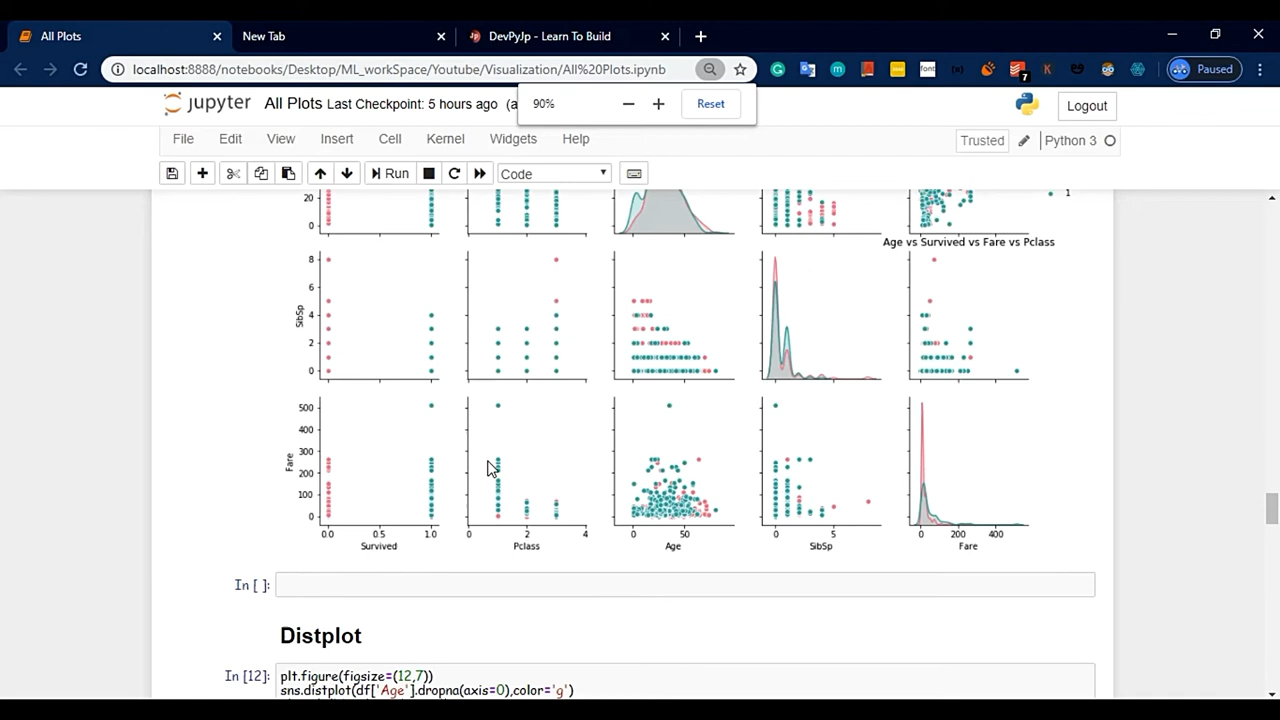 All Plots
New Tab
DevPyJp - Learn To Build
localhost:8888/notebooks/Desktop/ML_workSpace/Youtube/Visualization/All%20Plots.ipynb
7
Paused
90%
Reset
jupyter All Plots Last Checkpoint: 5 hours ago (a
Logout
File Edit View Insert Cell Kernel Widgets Help
Trusted
Python 3
Run
Code
20
0
1
Age vs Survived vs Fare vs Pclass
8
6
4
2
0
SibSp
500
400
300
200
100
0
Fare
0.0 0.5 1.0 0 2 4 0 50 0 5 0 200 400
Survived Pclass Age SibSp Fare
In [ ]:
Distplot
In [12]: plt.figure(figsize=(12,7))
sns.distplot(df['Age'].dropna(axis=0),color='g')